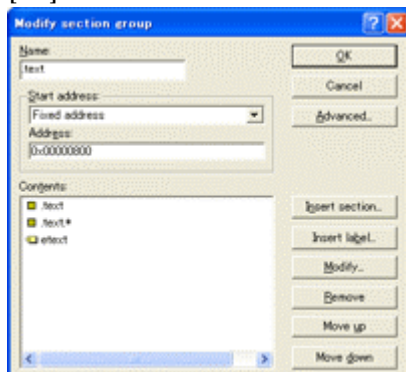 Modify section group
Name:
.text
OK
Cancel
Start address:
Fixed address
Advanced...
Address:
0x00000800
Contents:
.text
.text.*
etext
Insert section...
Insert label...
Modify...
Remove
Move up
Move down